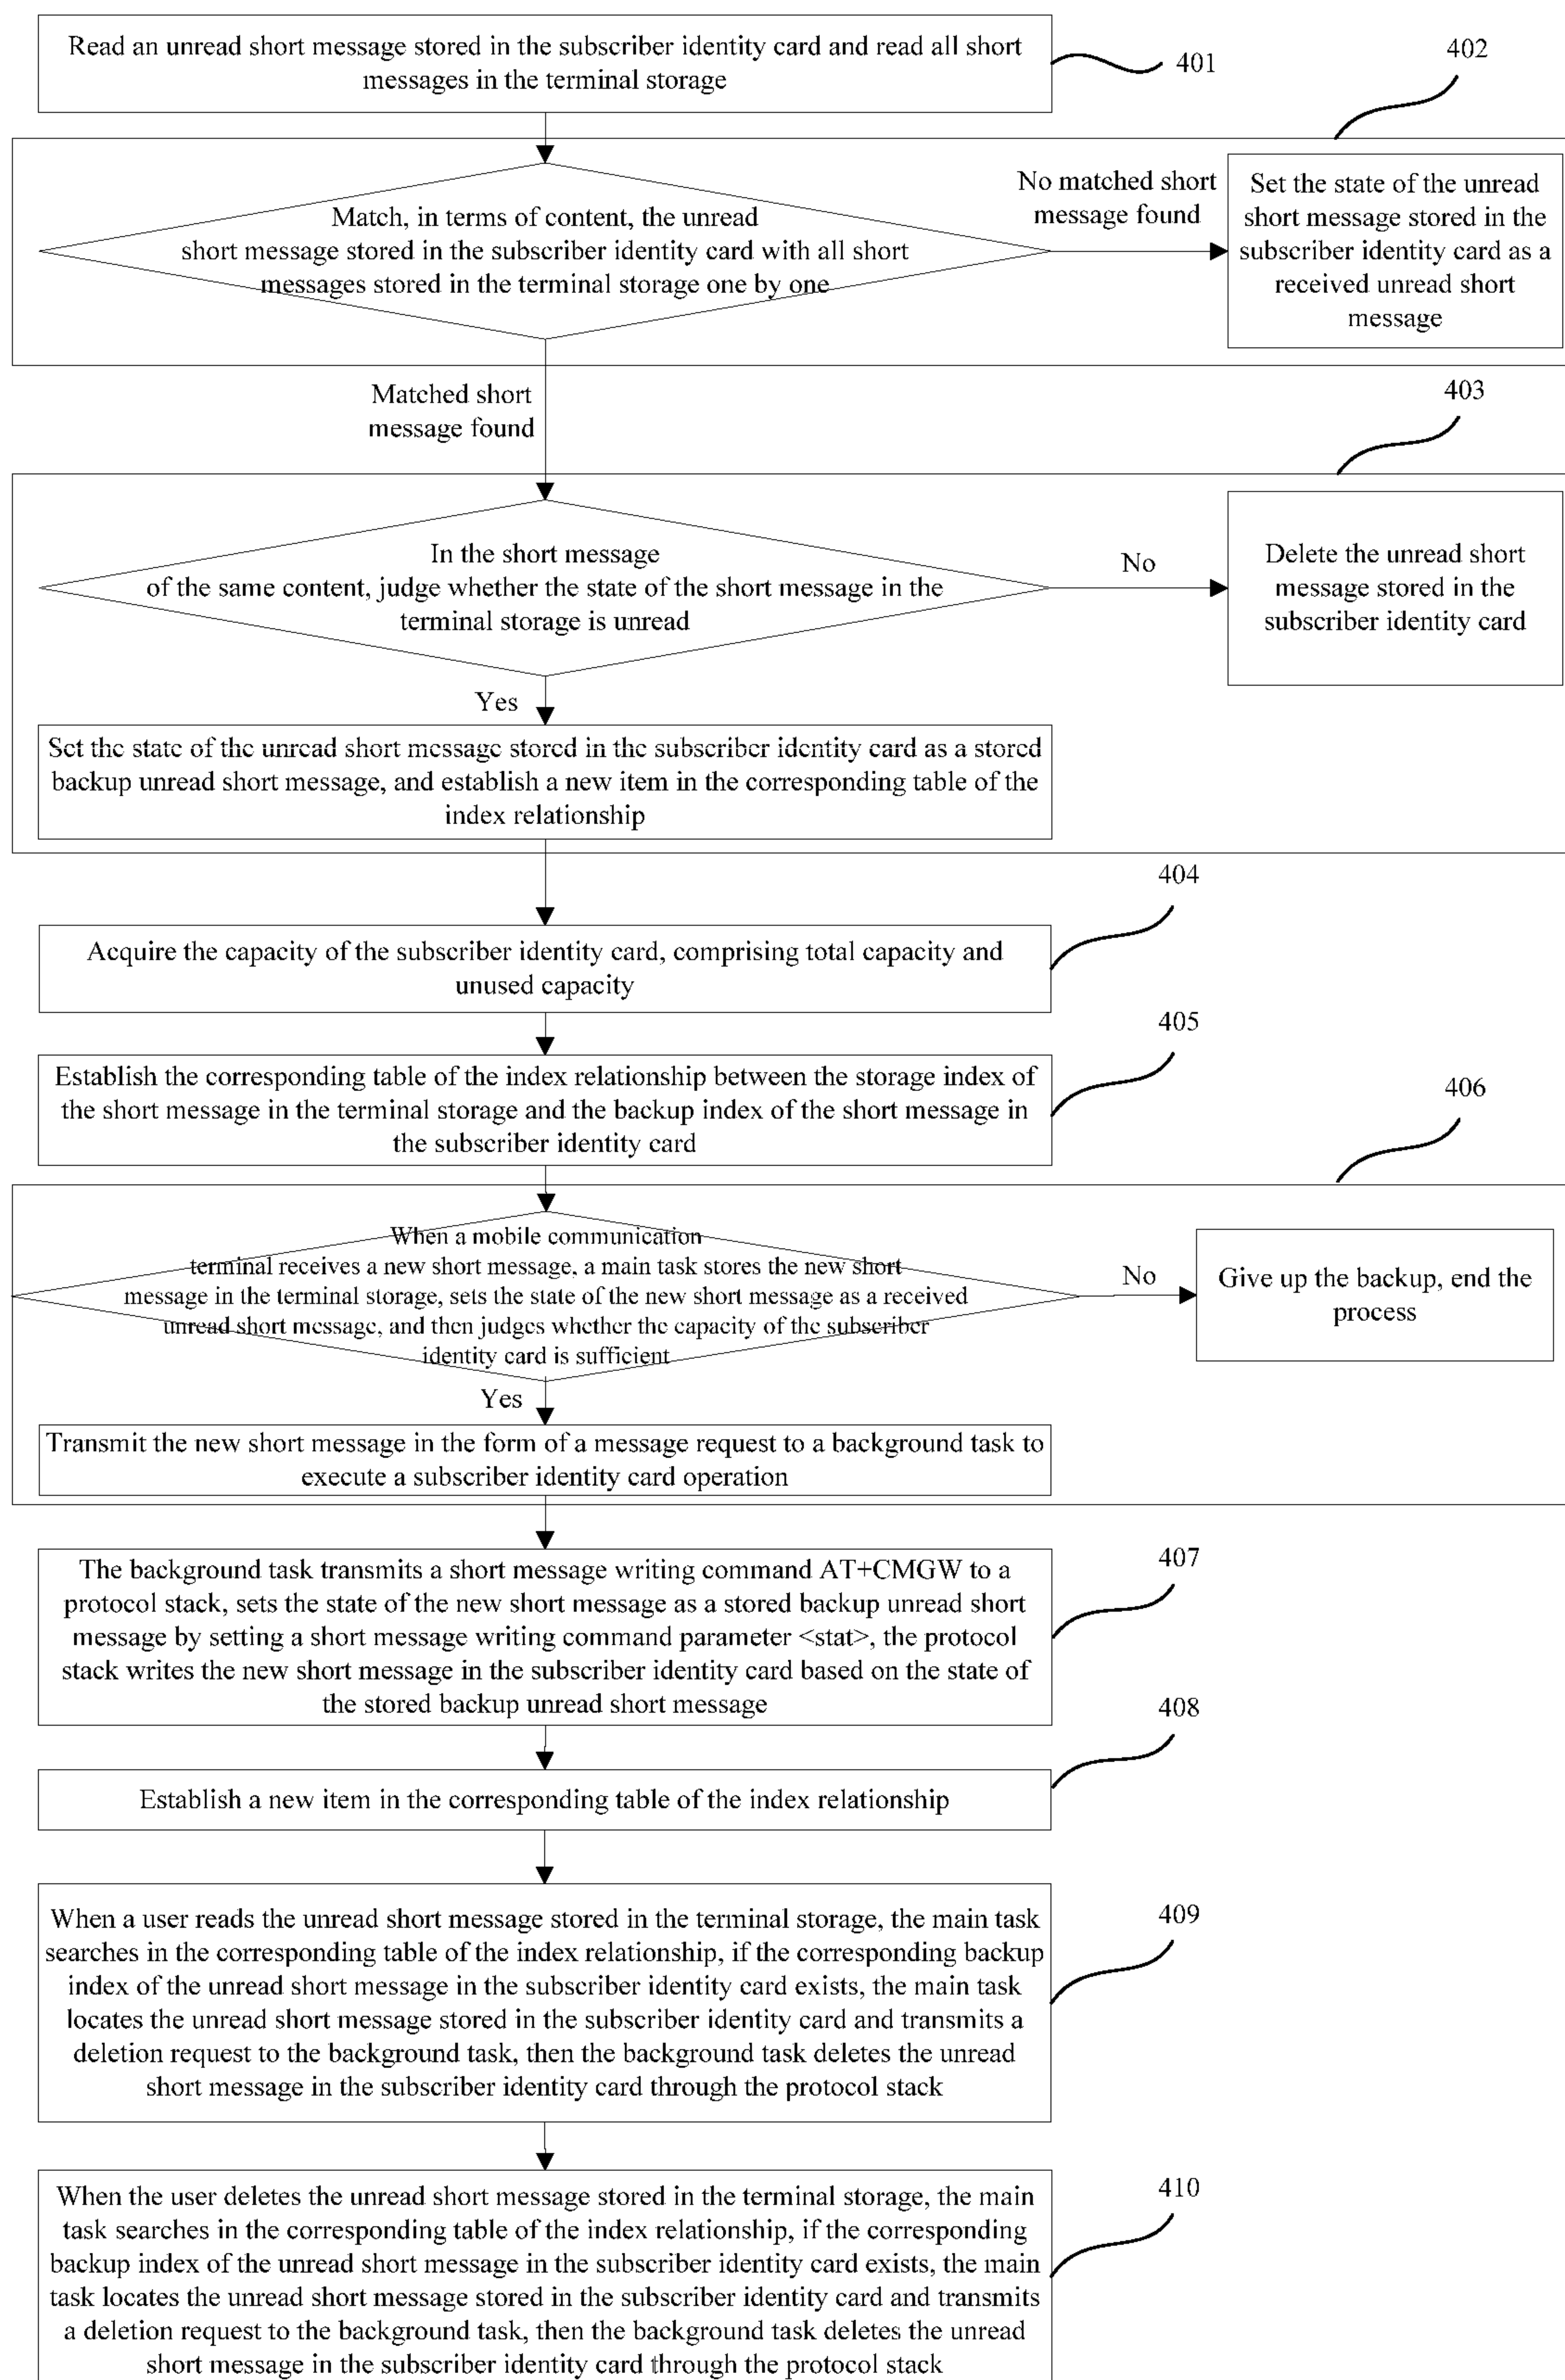 Read an unread short message stored in the subscriber identity card and read all short
messages in the terminal storage
401
402
Match, in terms of content, the unread
short message stored in the subscriber identity card with all short
messages stored in the terminal storage one by one
No matched short
message found
Set the state of the unread
short message stored in the
subscriber identity card as a
received unread short
message
Matched short
message found
403
In the short message
of the same content, judge whether the state of the short message in the
terminal storage is unread
No
Delete the unread short
message stored in the
subscriber identity card
Yes
Set the state of the unread short message stored in the subscriber identity card as a stored
backup unread short message, and establish a new item in the corresponding table of the
index relationship
404
Acquire the capacity of the subscriber identity card, comprising total capacity and
unused capacity
405
Establish the corresponding table of the index relationship between the storage index of
the short message in the terminal storage and the backup index of the short message in
the subscriber identity card
406
When a mobile communication
terminal receives a new short message, a main task stores the new short
message in the terminal storage, sets the state of the new short message as a received
unread short message, and then judges whether the capacity of the subscriber
identity card is sufficient
No
Give up the backup, end the
process
Yes
Transmit the new short message in the form of a message request to a background task to
execute a subscriber identity card operation
407
The background task transmits a short message writing command AT+CMGW to a
protocol stack, sets the state of the new short message as a stored backup unread short
message by setting a short message writing command parameter <stat>, the protocol
stack writes the new short message in the subscriber identity card based on the state of
the stored backup unread short message
408
Establish a new item in the corresponding table of the index relationship
409
When a user reads the unread short message stored in the terminal storage, the main task
searches in the corresponding table of the index relationship, if the corresponding backup
index of the unread short message in the subscriber identity card exists, the main task
locates the unread short message stored in the subscriber identity card and transmits a
deletion request to the background task, then the background task deletes the unread
short message in the subscriber identity card through the protocol stack
410
When the user deletes the unread short message stored in the terminal storage, the main
task searches in the corresponding table of the index relationship, if the corresponding
backup index of the unread short message in the subscriber identity card exists, the main
task locates the unread short message stored in the subscriber identity card and transmits
a deletion request to the background task, then the background task deletes the unread
short message in the subscriber identity card through the protocol stack